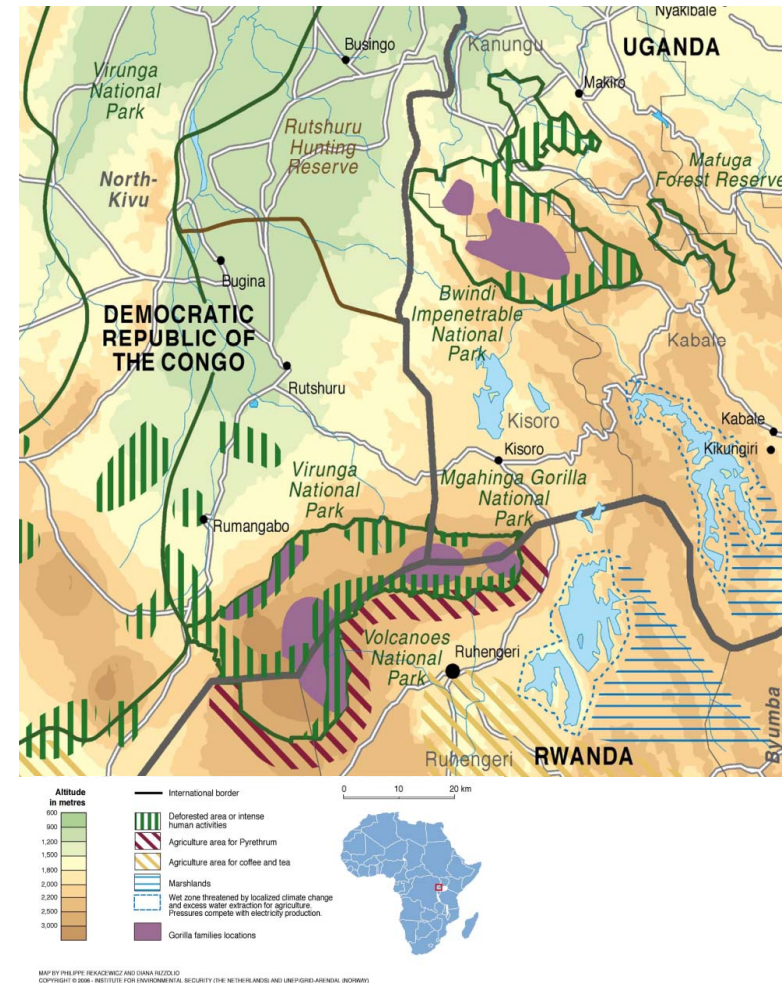 Nyakibale
UGANDA
Kanungu
Busingo
Makiro
Virunga
National
Park
Rutshuru
Hunting
Reserve
Mafuga
Forest Reserve
North-
Kivu
Bugina
Bwindi
Impenetrable
National
Park
DEMOCRATIC
REPUBLIC OF
THE CONGO
Kabale
Rutshuru
Kisoro
Kabale
Kikungiri
Kisoro
Virunga
National
Park
Mgahinga Gorilla
National
Park
Rumangabo
Volcanoes
National
Park
Ruhengeri
Ruhengeri
RWANDA
Byumba
Altitude
in metres
600
900
1,200
1,500
1,800
2,000
2,200
2,500
3,000
International border
Deforested area or intense
human activities
Agriculture area for Pyrethrum
Agriculture area for coffee and tea
Marshlands
Wet zone threatened by localized climate change
and excess water extraction for agriculture.
Pressures compete with electricity production.
Gorilla families locations
0 10 20 km
MAP BY PHILIPPE REKACEWICZ AND DIANA RIZZOLIO
COPYRIGHT © 2006 - INSTITUTE FOR ENVIRONMENTAL SECURITY (THE NETHERLANDS) AND UNEP/GRID-ARENDAL (NORWAY)